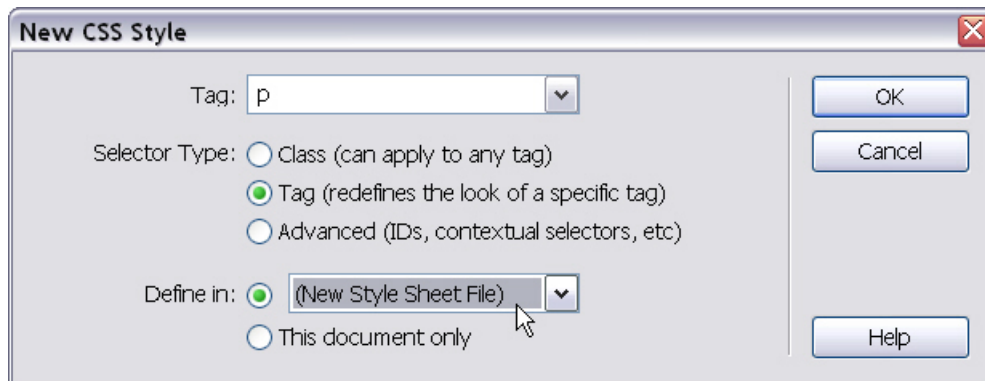 New CSS Style
Tag: p
OK
Selector Type: Class (can apply to any tag)
Cancel
Tag (redefines the look of a specific tag)
Advanced (IDs, contextual selectors, etc)
Define in: (New Style Sheet File)
This document only
Help